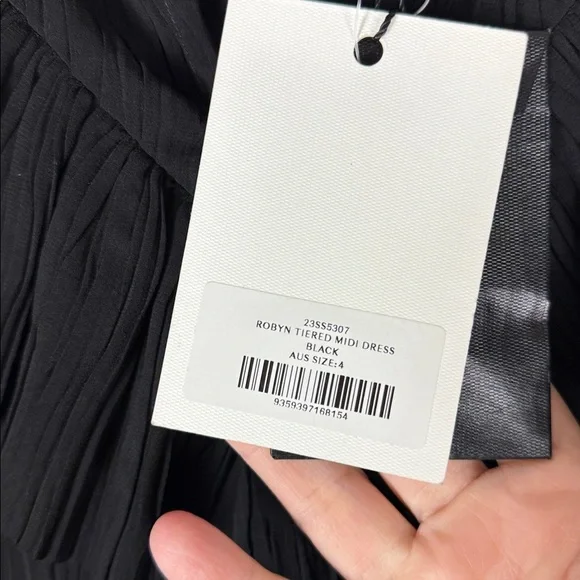 23SS5307
ROBYN TIERED MIDI DRESS
BLACK
AUS SIZE: 4
9359397168154